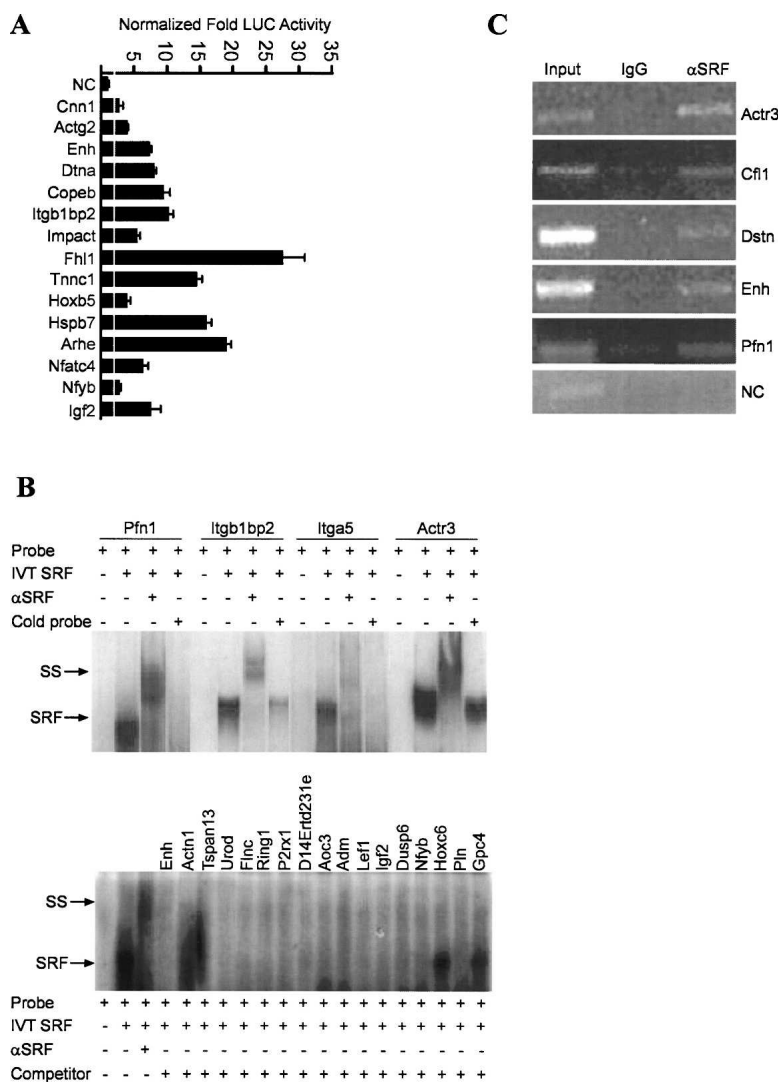 A
Normalized Fold LUC Activity
5 10 15 20 25 30 35
NC
Cnn1
Actg2
Enh
Dtna
Copeb
Itgb1bp2
Impact
Fhl1
Tnnc1
Hoxb5
Hspb7
Arhe
Nfatc4
Nfyb
Igf2
C
Input IgG αSRF
Actr3
Cfl1
Dstn
Enh
Pfn1
NC
B
Pfn1 Itgb1bp2 Itga5 Actr3
Probe + + + + + + + + + + + + + + + +
IVT SRF - + + + - + + + - + + + - + + +
αSRF + + + +
Cold probe - - - + - - - + - - - + - - - +
SS
SRF
Enh Actn1 Tspan13 Urod Flnc Ring1 P2rx1 D14Ertd231e Aoc3 Adm Lef1 Igf2 Dusp6 Nfyb Hoxc6 Pln Gpc4
SS
SRF
Probe + + + + + + + + + + + + + + + + + + + +
IVT SRF - + + + + + + + + + + + + + + + + + + +
αSRF - - +
Competitor - - - + + + + + + + + + + + + + + + + +